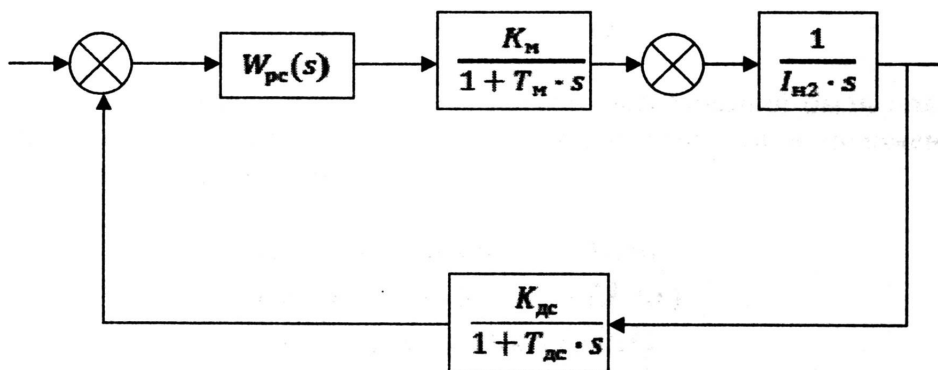 W_рс(s)
K_м
1 + T_м · s
1
I_н2 · s
K_дс
1 + T_дс · s